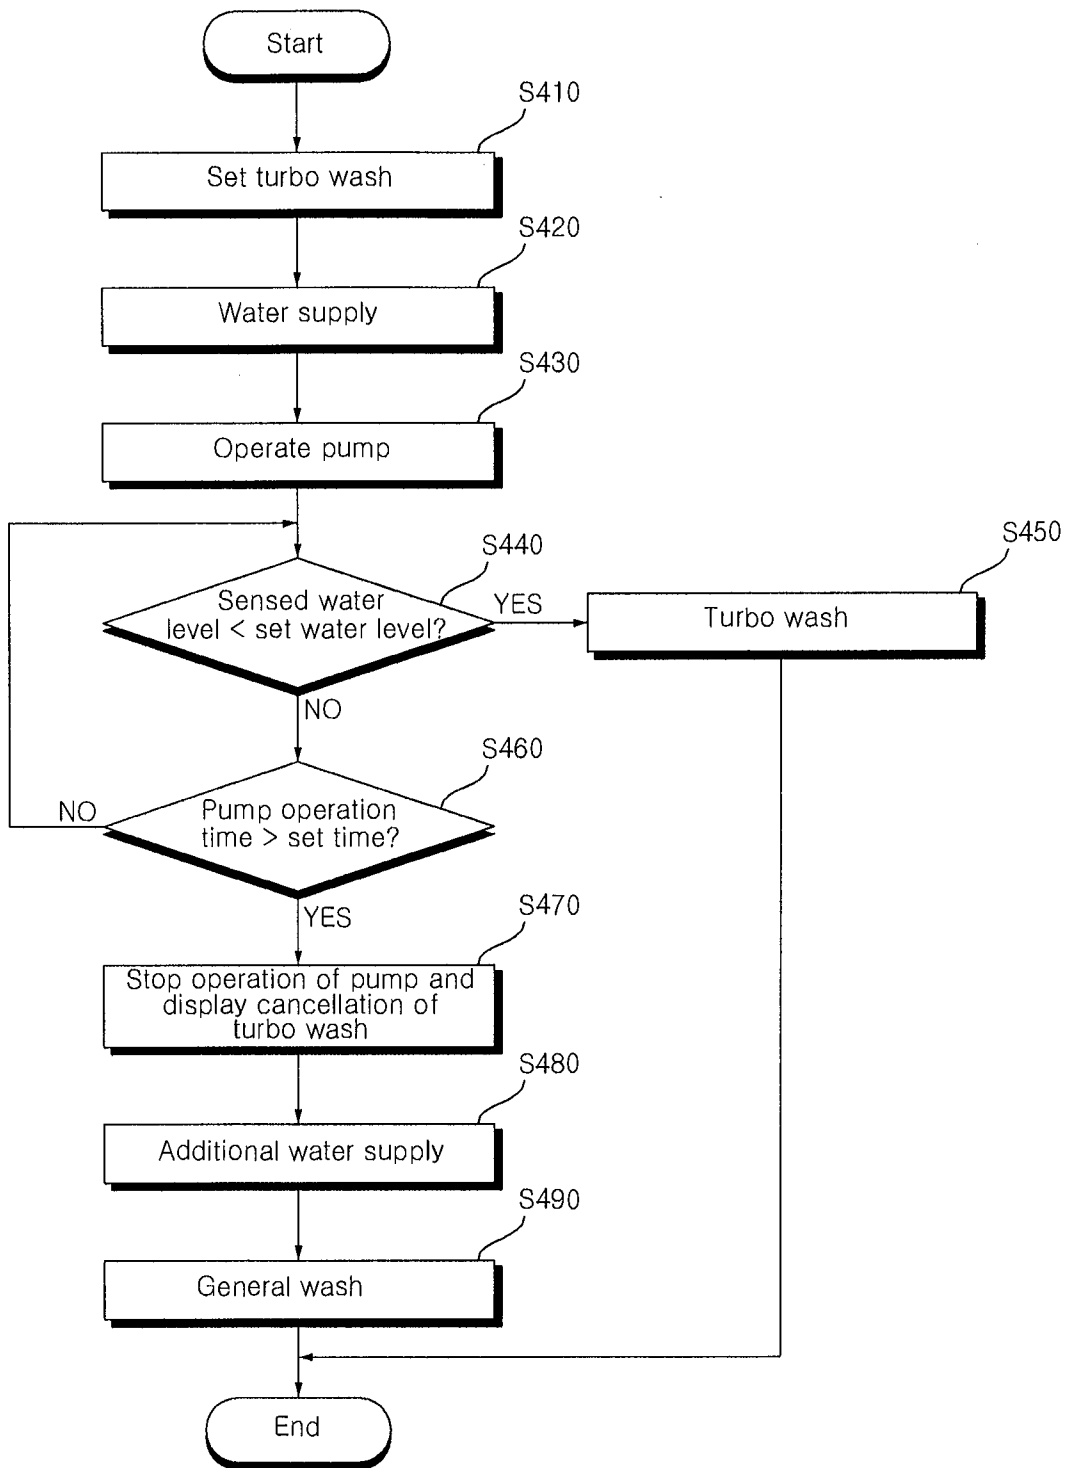 Start
S410
Set turbo wash
S420
Water supply
S430
Operate pump
S440
Sensed water
level < set water level?
YES
S450
Turbo wash
NO
S460
Pump operation
time > set time?
NO
YES
S470
Stop operation of pump and
display cancellation of
turbo wash
S480
Additional water supply
S490
General wash
End